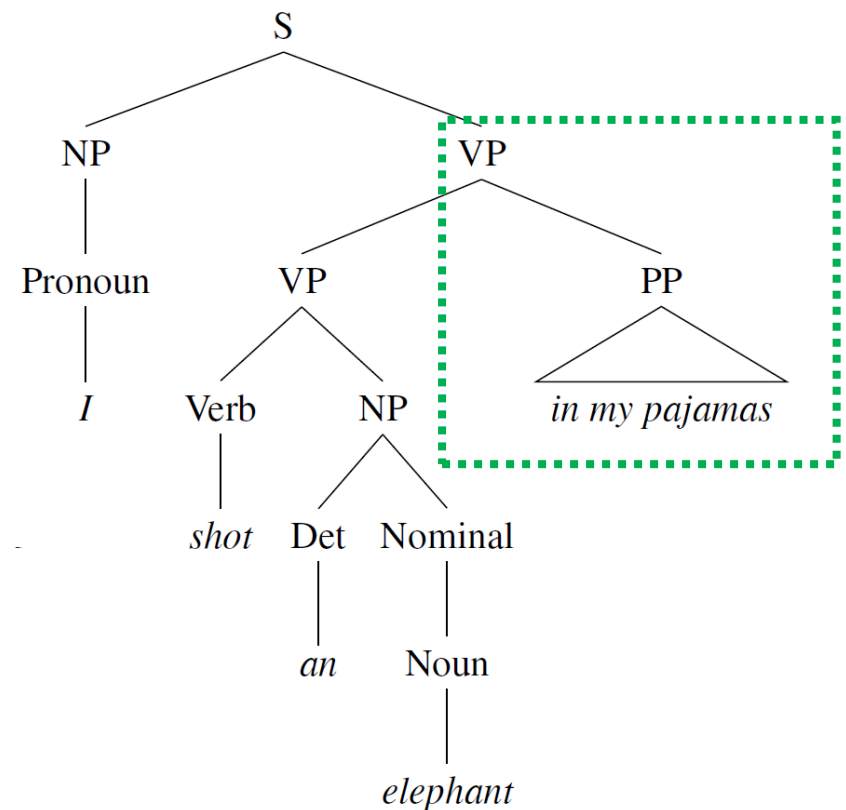 S
NP VP
Pronoun VP PP
I Verb NP in my pajamas
shot Det Nominal
an Noun
elephant